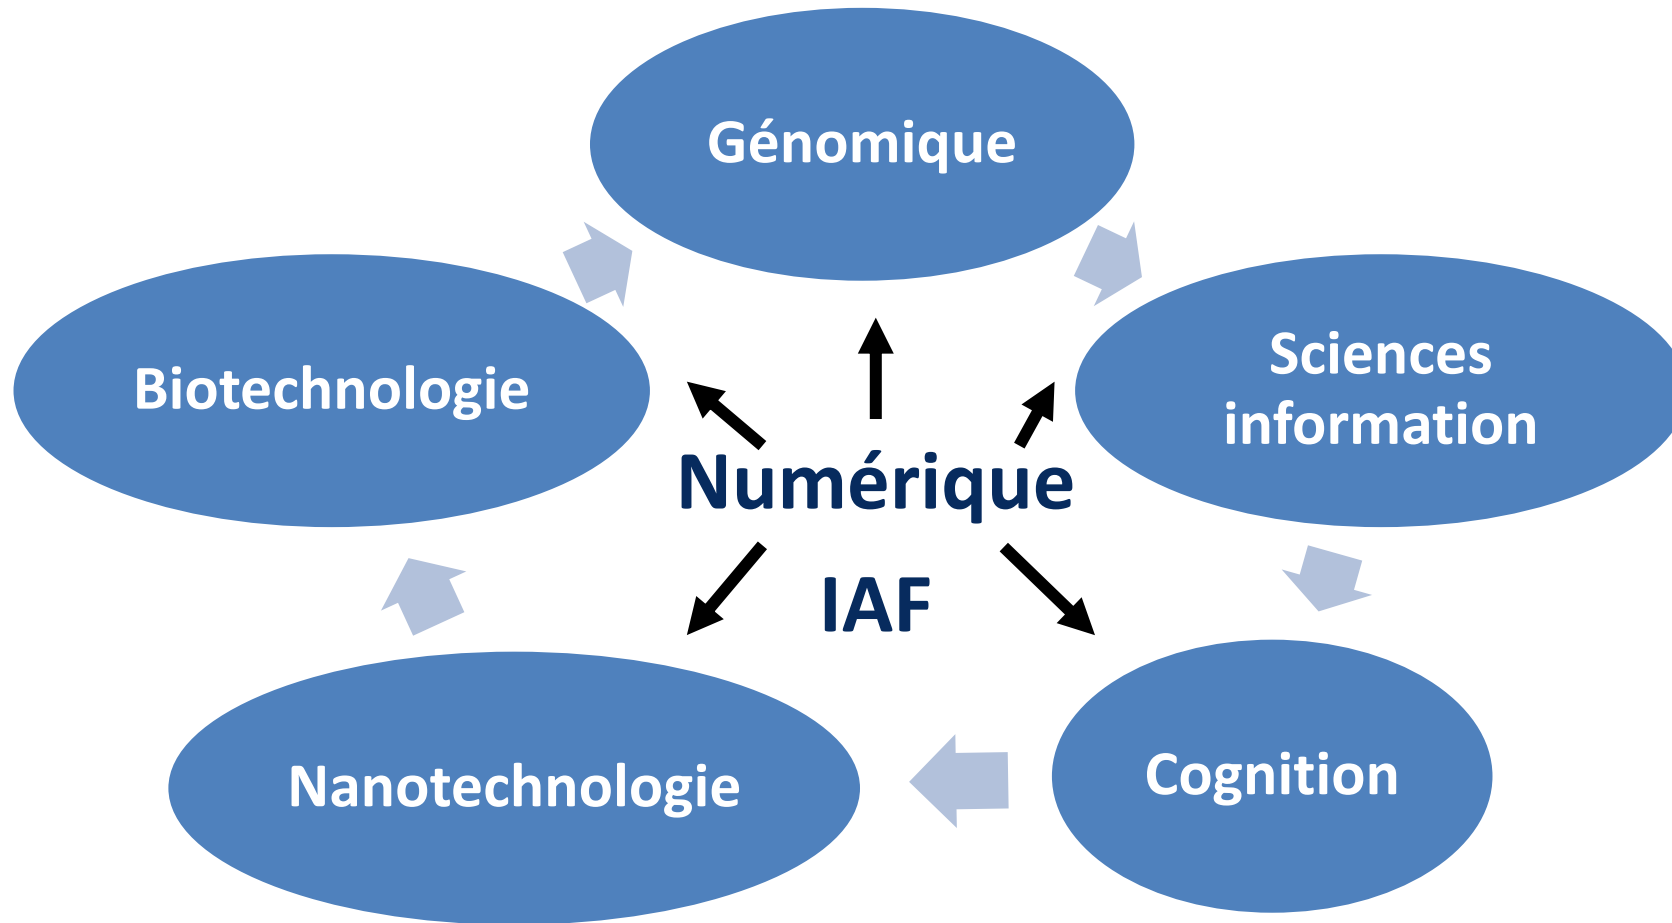 Génomique
Sciences
information
Biotechnologie
Numérique
IAF
Cognition
Nanotechnologie